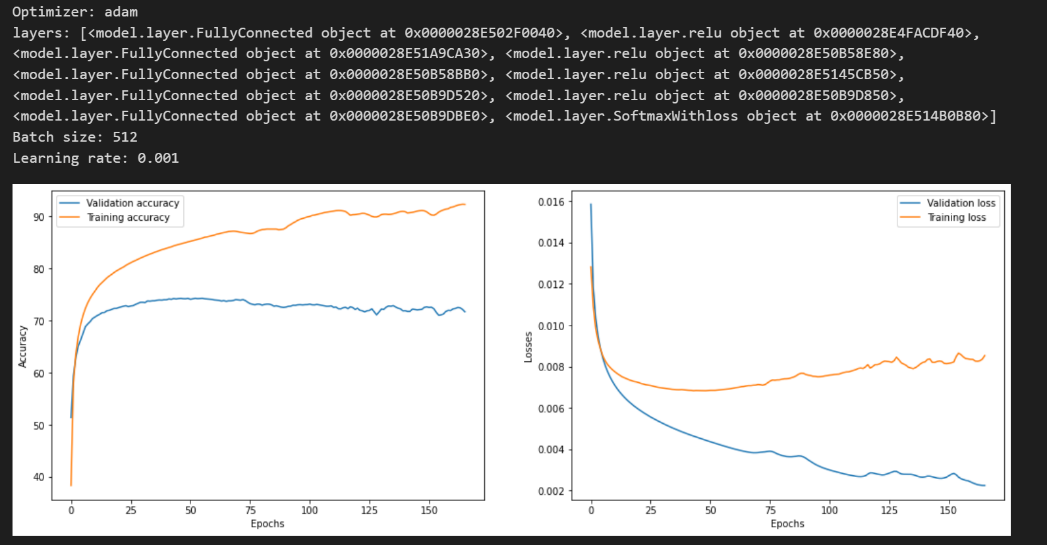 Optimizer: adam
layers: [<model.layer.FullyConnected object at 0x0000028E502F0040>, <model.layer.relu object at 0x0000028E4FACDF40>,
<model.layer.FullyConnected object at 0x0000028E51A9CA30>, <model.layer.relu object at 0x0000028E50B58E80>,
<model.layer.FullyConnected object at 0x0000028E50B58BB0>, <model.layer.relu object at 0x0000028E5145CB50>,
<model.layer.FullyConnected object at 0x0000028E50B9D520>, <model.layer.relu object at 0x0000028E50B9D850>,
<model.layer.FullyConnected object at 0x0000028E50B9DBE0>, <model.layer.SoftmaxWithloss object at 0x0000028E514B0B80>]
Batch size: 512
Learning rate: 0.001
Validation accuracy
Training accuracy
90
80
70
60
50
40
Accuracy
0 25 50 75 100 125 150
Epochs
Validation loss
Training loss
0.016
0.014
0.012
0.010
0.008
0.006
0.004
0.002
Losses
0 25 50 75 100 125 150
Epochs